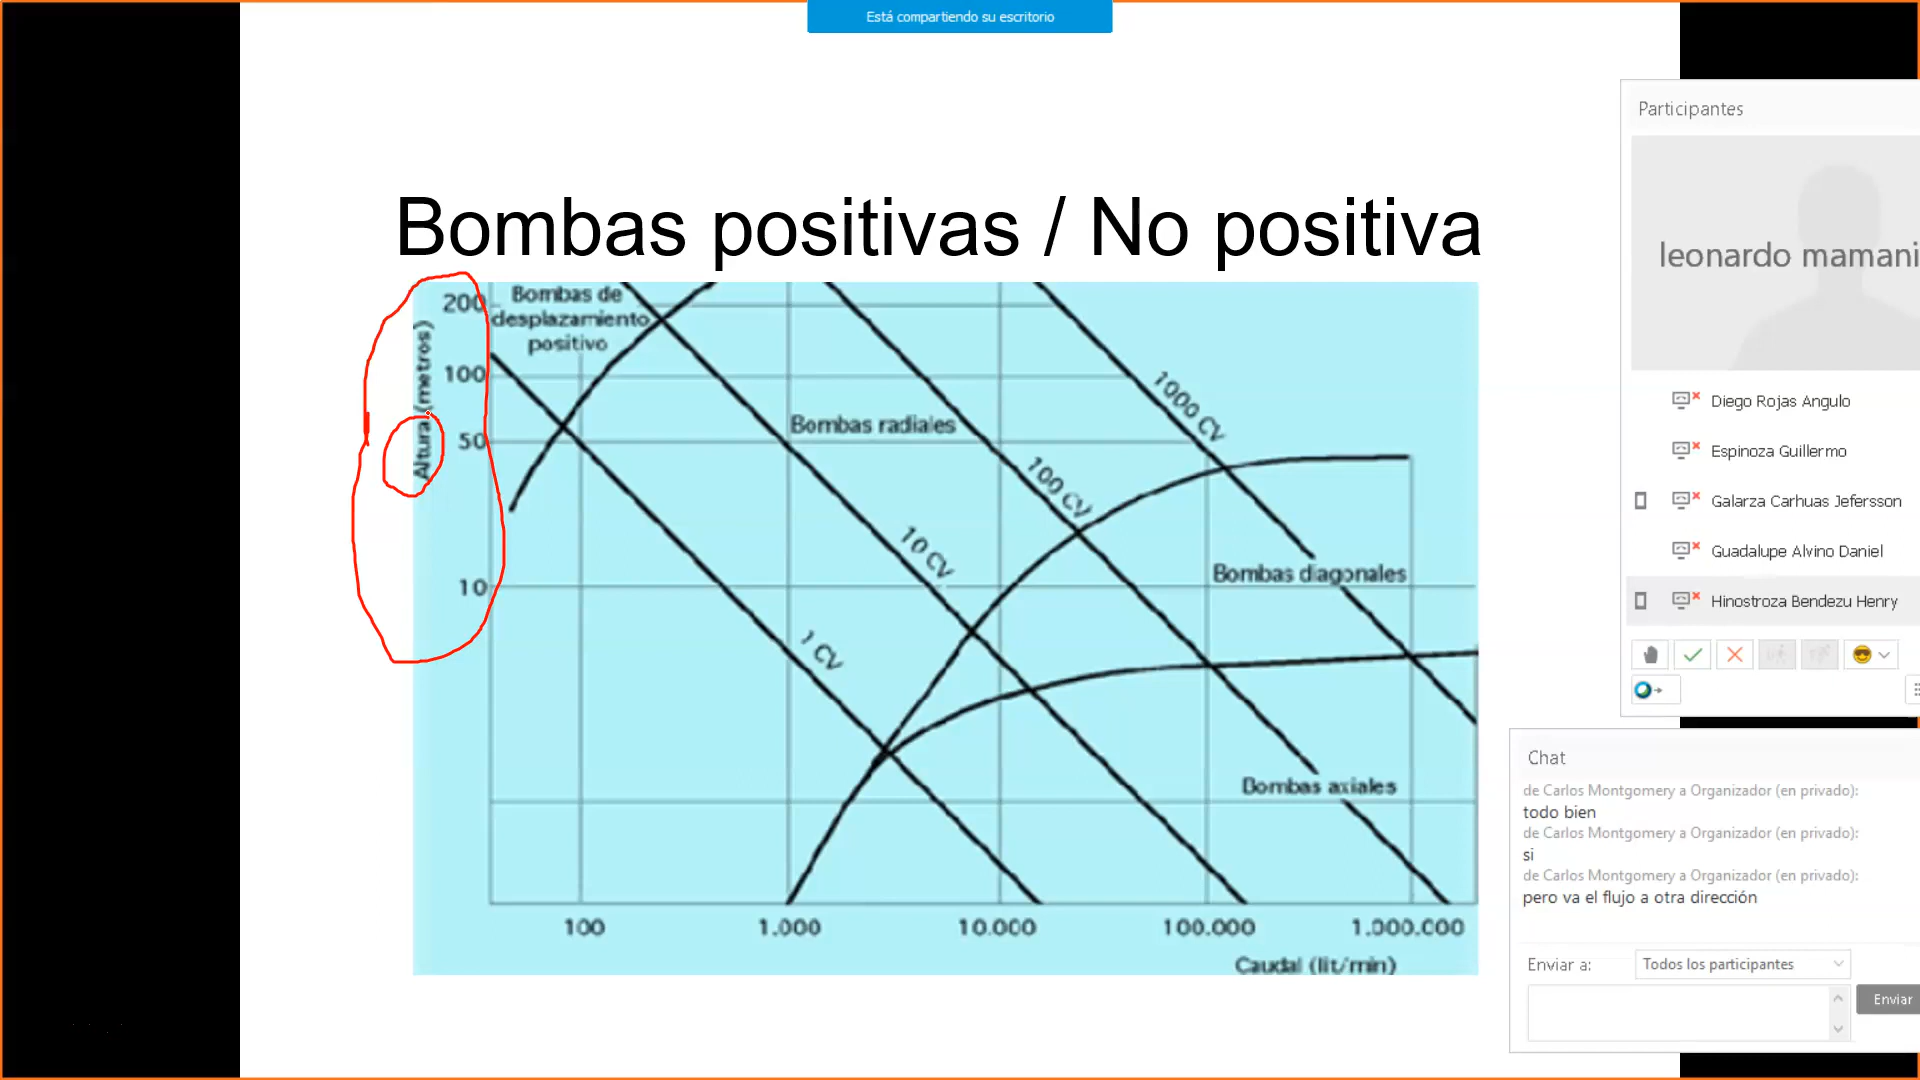 Está compartiendo su escritorio
Bombas positivas / No positiva
Altura (metros)
200
100
50
10
Bombas de
desplazamiento
positivo
Bombas radiales
1000 CV
100 CV
10 CV
1 CV
Bombas diagonales
Bombas axiales
100
1.000
10.000
100.000
1.000.000
Caudal (lit/min)
Participantes
leonardo mamani
Diego Rojas Angulo
Espinoza Guillermo
Galarza Carhuas Jefersson
Guadalupe Alvino Daniel
Hinostroza Bendezu Henry
Chat
de Carlos Montgomery a Organizador (en privado):
todo bien
de Carlos Montgomery a Organizador (en privado):
si
de Carlos Montgomery a Organizador (en privado):
pero va el flujo a otra dirección
Enviar a:
Todos los participantes
Enviar